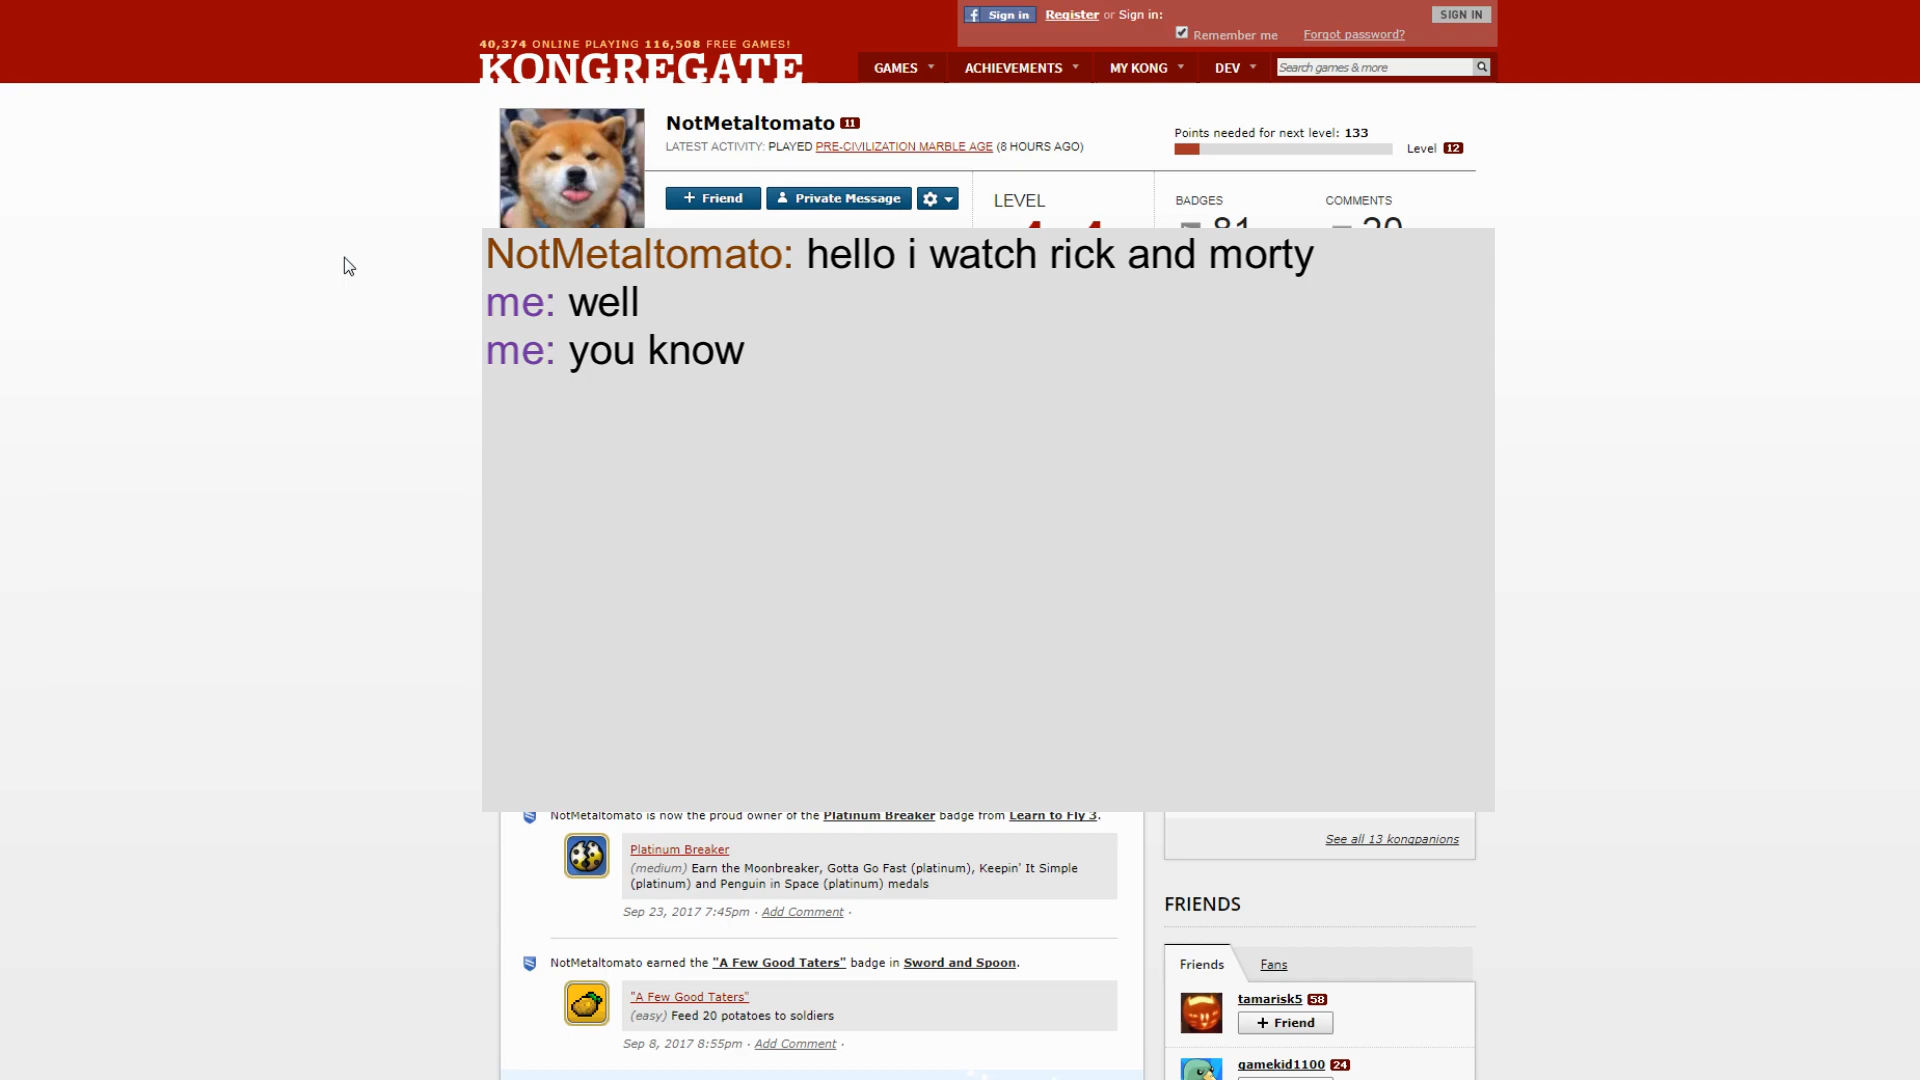 Sign in Register or Sign in: SIGN IN
Remember me Forgot password?
40,374 ONLINE PLAYING 116,508 FREE GAMES!
KONGREGATE
GAMES ACHIEVEMENTS MY KONG DEV Search games & more
NotMetaltomato 11
LATEST ACTIVITY: PLAYED PRE-CIVILIZATION MARBLE AGE (8 HOURS AGO)
Points needed for next level: 133
Level 12
+ Friend Private Message
LEVEL
BADGES COMMENTS
NotMetaltomato: hello i watch rick and morty
me: well
me: you know
NotMetaltomato is now the proud owner of the Platinum Breaker badge from Learn to Fly 3.
Platinum Breaker
(medium) Earn the Moonbreaker, Gotta Go Fast (platinum), Keepin' It Simple
(platinum) and Penguin in Space (platinum) medals
Sep 23, 2017 7:45pm · Add Comment ·
NotMetaltomato earned the "A Few Good Taters" badge in Sword and Spoon.
"A Few Good Taters"
(easy) Feed 20 potatoes to soldiers
Sep 8, 2017 8:55pm · Add Comment ·
See all 13 kongpanions
FRIENDS
Friends Fans
tamarisk5 58
+ Friend
gamekid1100 24